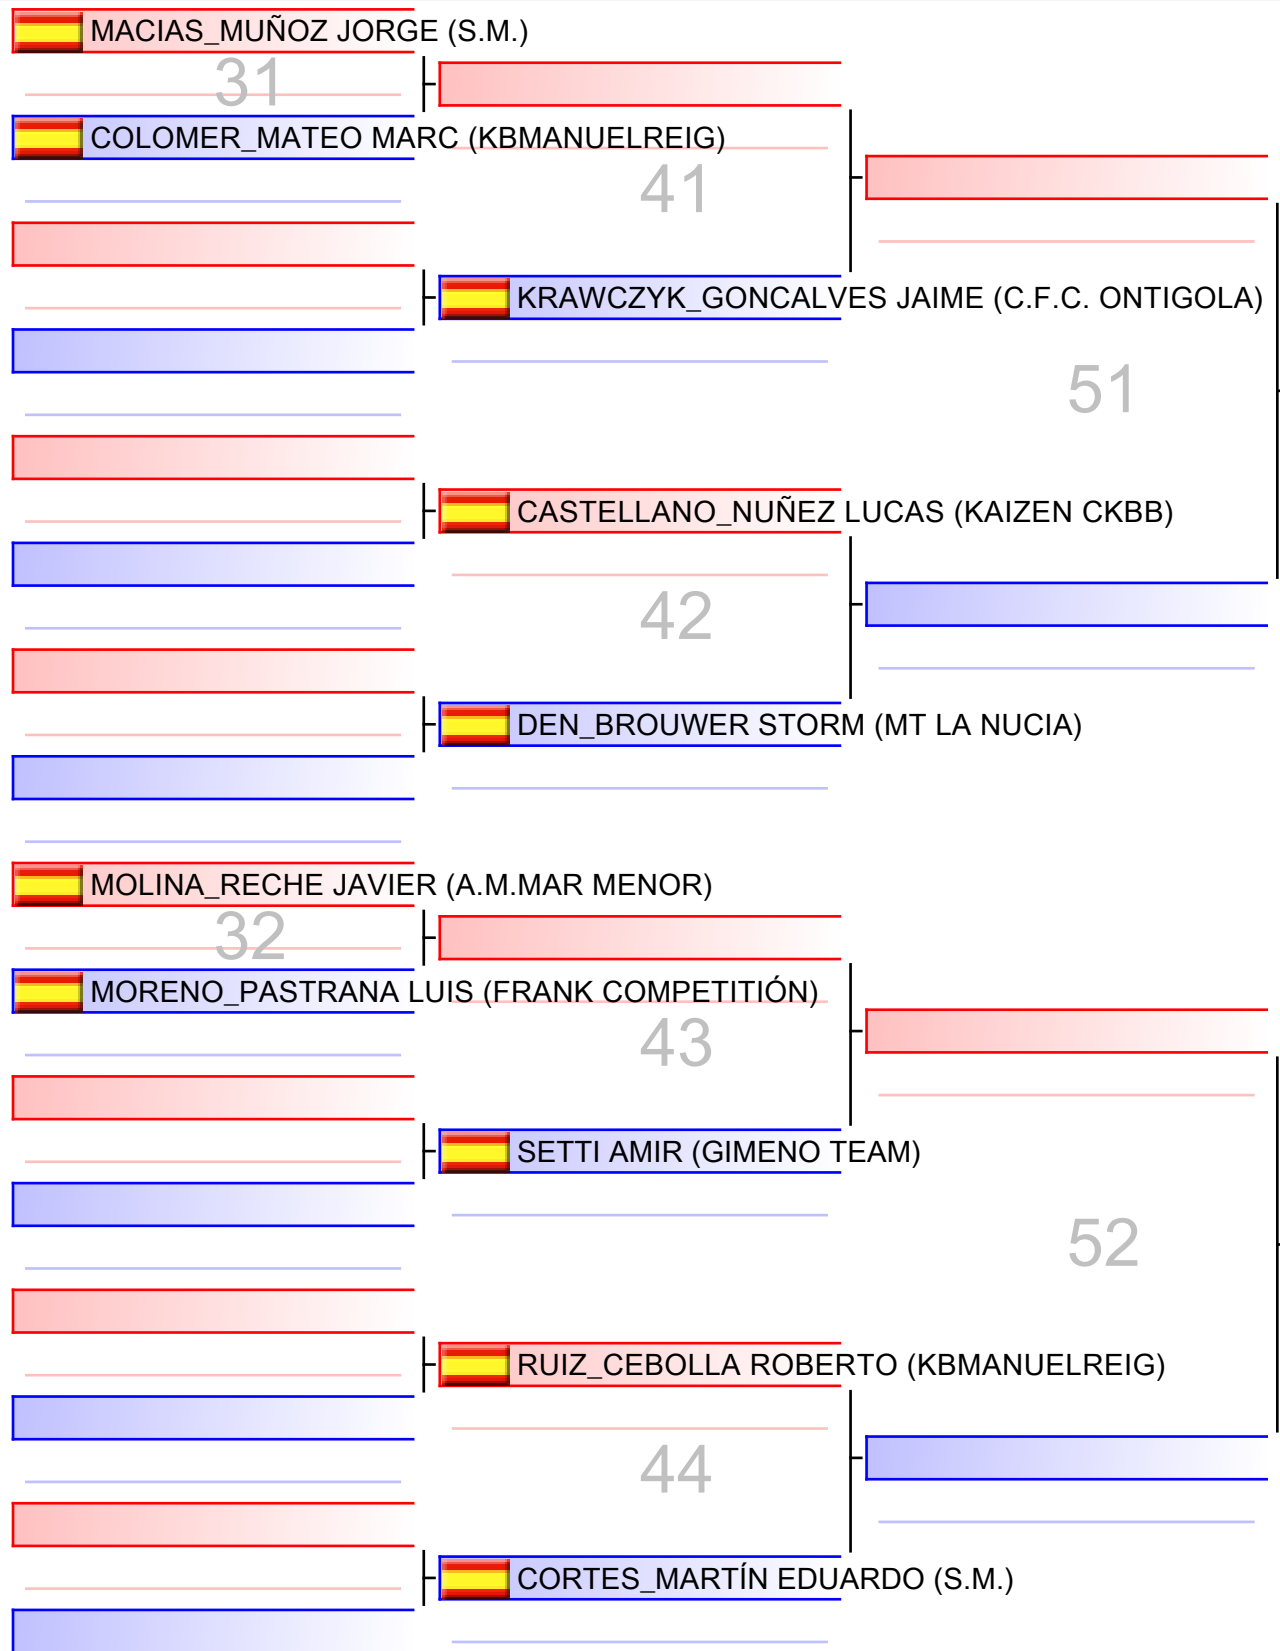 MACIAS_MUÑOZ JORGE (S.M.)
31
COLOMER_MATEO MARC (KBMANUELREIG)
41
KRAWCZYK_GONCALVES JAIME (C.F.C. ONTIGOLA)
51
CASTELLANO_NUÑEZ LUCAS (KAIZEN CKBB)
42
DEN_BROUWER STORM (MT LA NUCIA)
MOLINA_RECHE JAVIER (A.M.MAR MENOR)
32
MORENO_PASTRANA LUIS (FRANK COMPETITIÓN)
43
SETTI AMIR (GIMENO TEAM)
52
RUIZ_CEBOLLA ROBERTO (KBMANUELREIG)
44
CORTES_MARTÍN EDUARDO (S.M.)